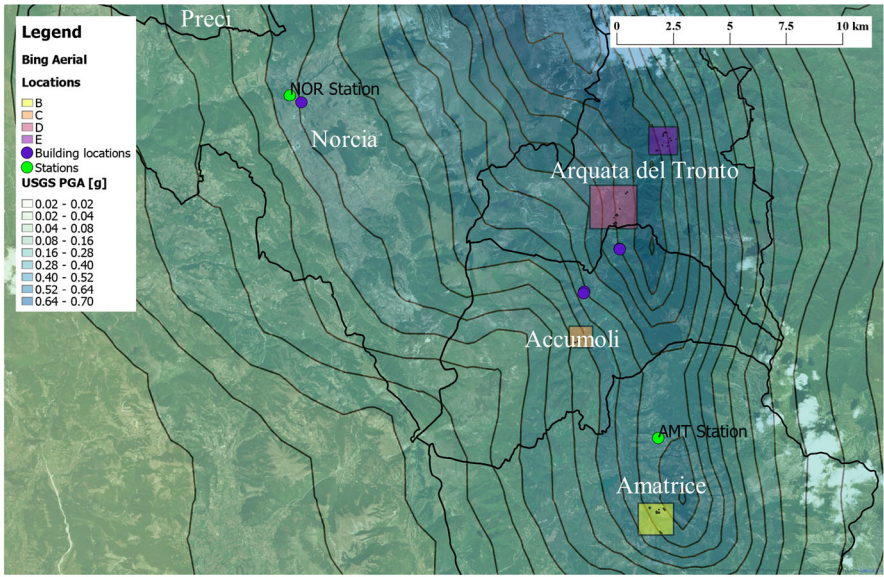 Preci
Legend
Bing Aerial
Locations
B
C
D
E
Building locations
Stations
USGS PGA [g]
0.02 - 0.02
0.02 - 0.04
0.04 - 0.08
0.08 - 0.16
0.16 - 0.28
0.28 - 0.40
0.40 - 0.52
0.52 - 0.64
0.64 - 0.70
0 2.5 5 7.5 10 km
NOR Station
Norcia
Arquata del Tronto
Accumoli
AMT Station
Amatrice